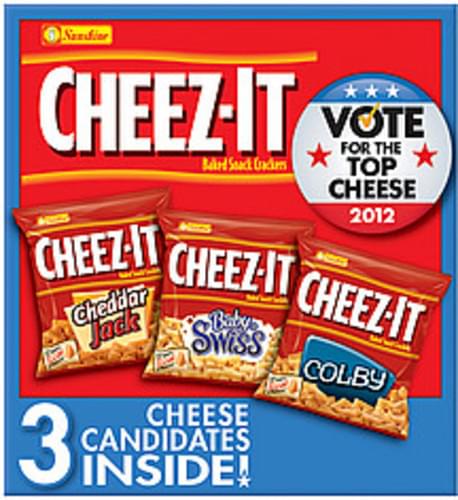 Sunshine
CHEEZ-IT
Baked Snack Crackers
VOTE
FOR THE
TOP
CHEESE
2012
CHEEZ-IT
Cheddar
Jack
CHEEZ-IT
Baby
Swiss
CHEEZ-IT
COLBY
3 CHEESE
CANDIDATES
INSIDE!